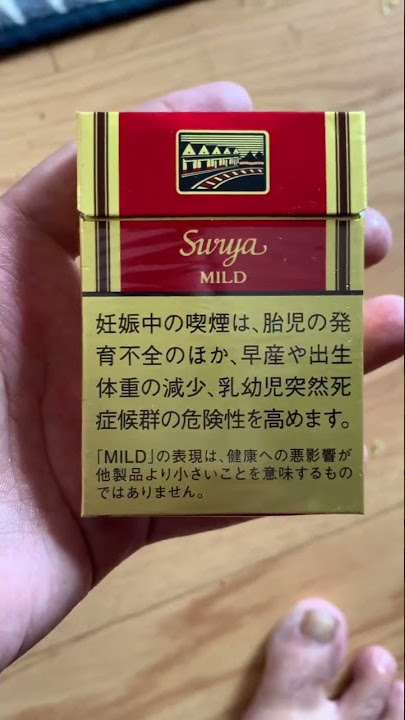 Surya
MILD
妊娠中の喫煙は、胎児の発
育不全のほか、早産や出生
体重の減少、乳幼児突然死
症候群の危険性を高めます。
「MILD」の表現は、健康への悪影響が
他製品より小さいことを意味するもの
ではありません。